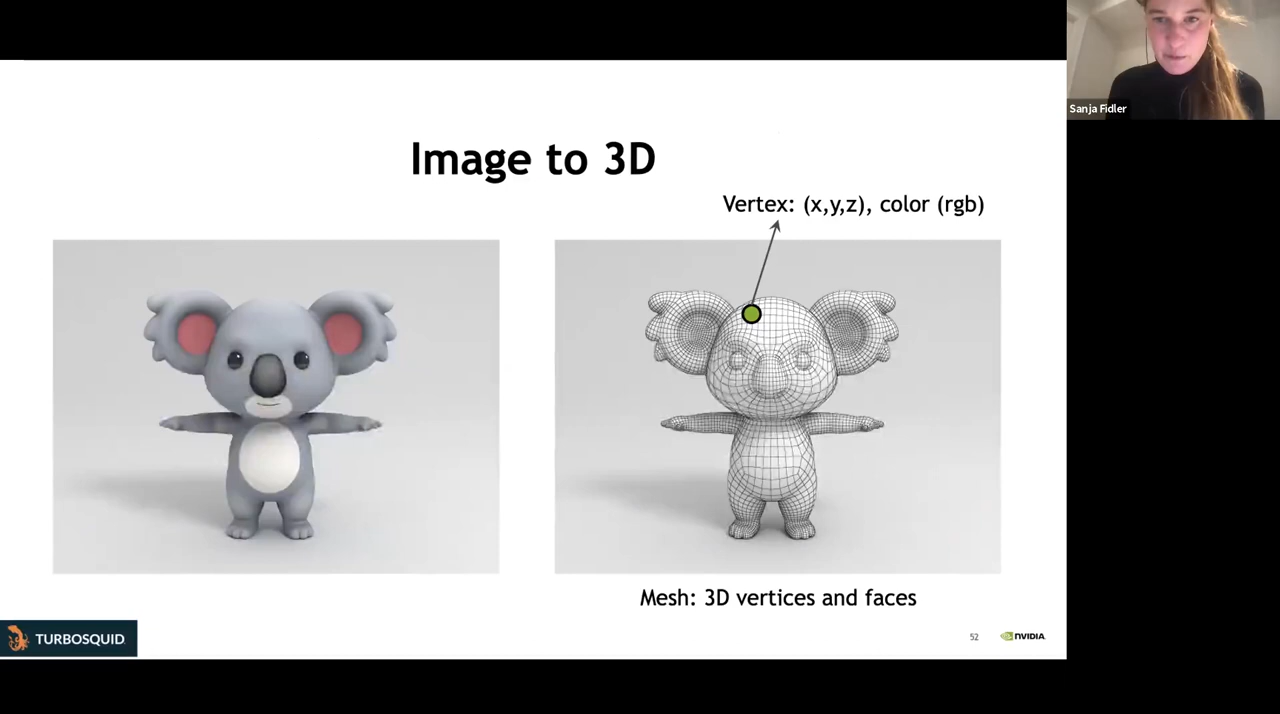 Sanja Fidler
Image to 3D
Vertex: (x,y,z), color (rgb)
Mesh: 3D vertices and faces
TURBOSQUID
52
NVIDIA